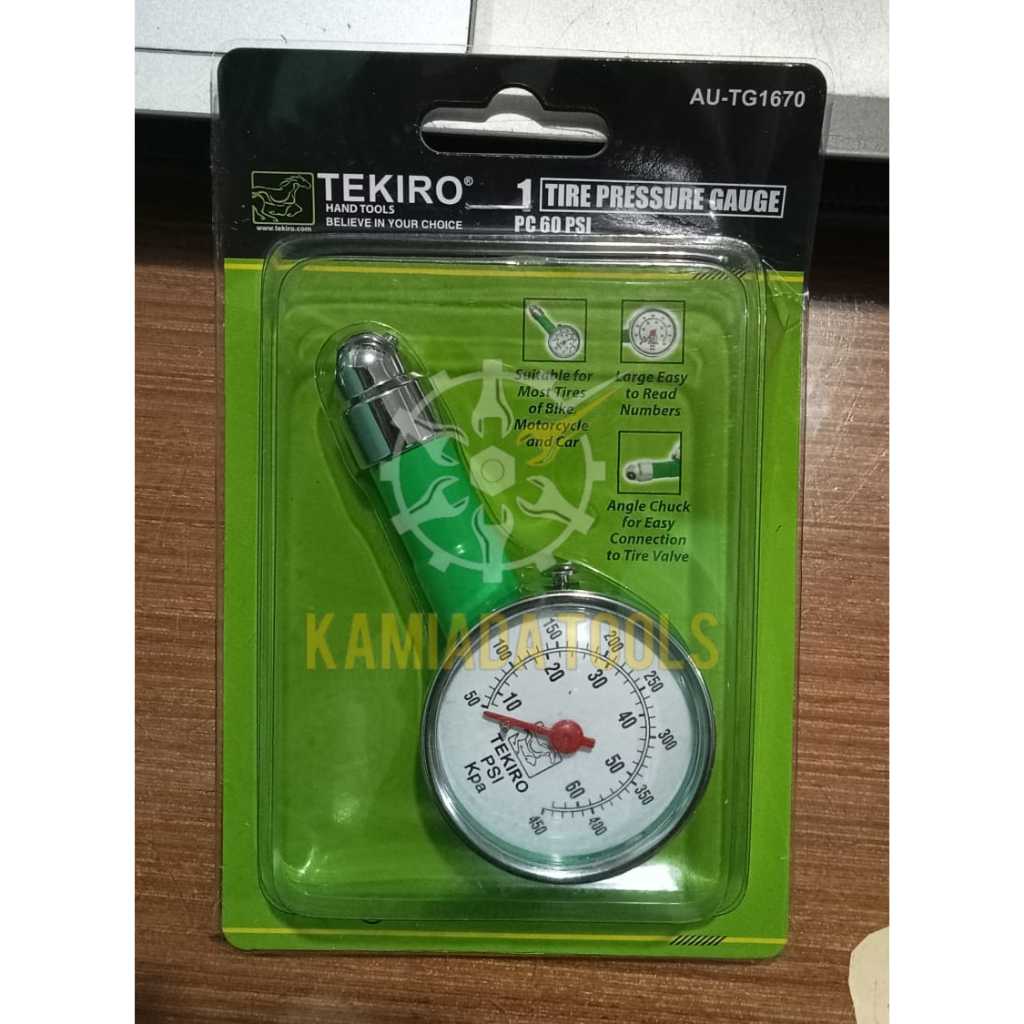 AU-TG1670
TEKIRO®
HAND TOOLS
BELIEVE IN YOUR CHOICE
www.tekiro.com
1 TIRE PRESSURE GAUGE
PC 60 PSI
Suitable for
Most Tires
of Bike,
Motorcycle
and Car
Large Easy
to Read
Numbers
Angle Chuck
for Easy
Connection
to Tire Valve
KAMIADA TOOLS
50 100 150 200 250 300 350 400 450
10 20 30 40 50 60
TEKIRO
PSI
Kpa